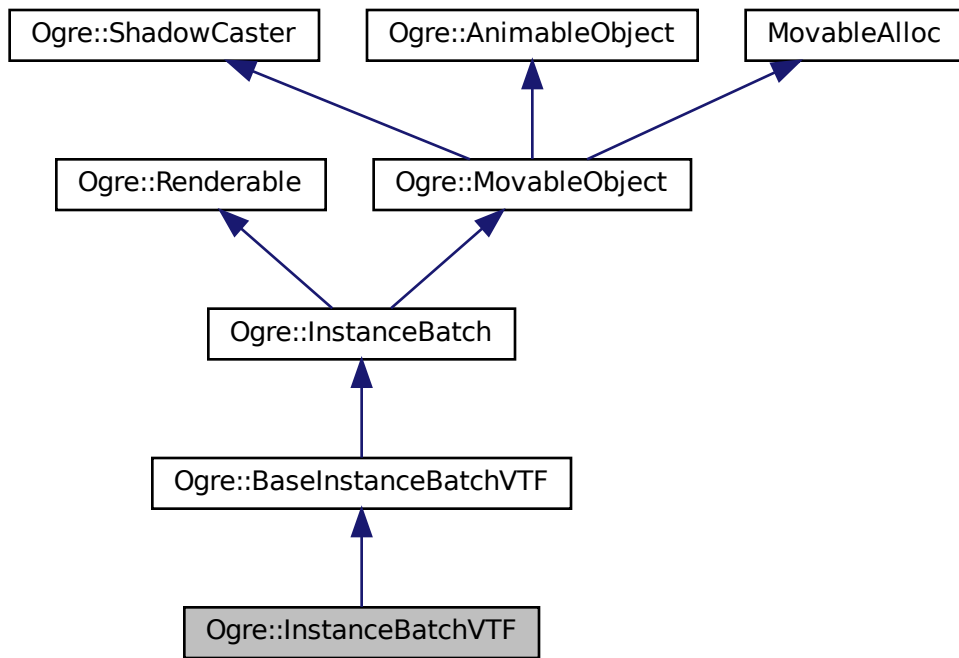 Ogre::ShadowCaster
Ogre::AnimableObject
MovableAlloc
Ogre::Renderable
Ogre::MovableObject
Ogre::InstanceBatch
Ogre::BaseInstanceBatchVTF
Ogre::InstanceBatchVTF